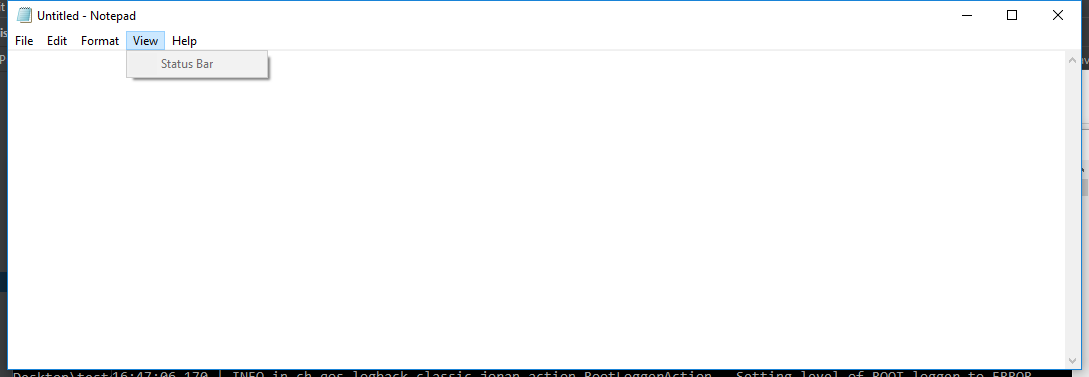 Untitled - Notepad
File Edit Format View Help
Status Bar
Desktop\test16:47:06,170 | INFO in ch.qos.logback.classic.joran.action.RootLoggerAction - Setting level of ROOT logger to ERROR